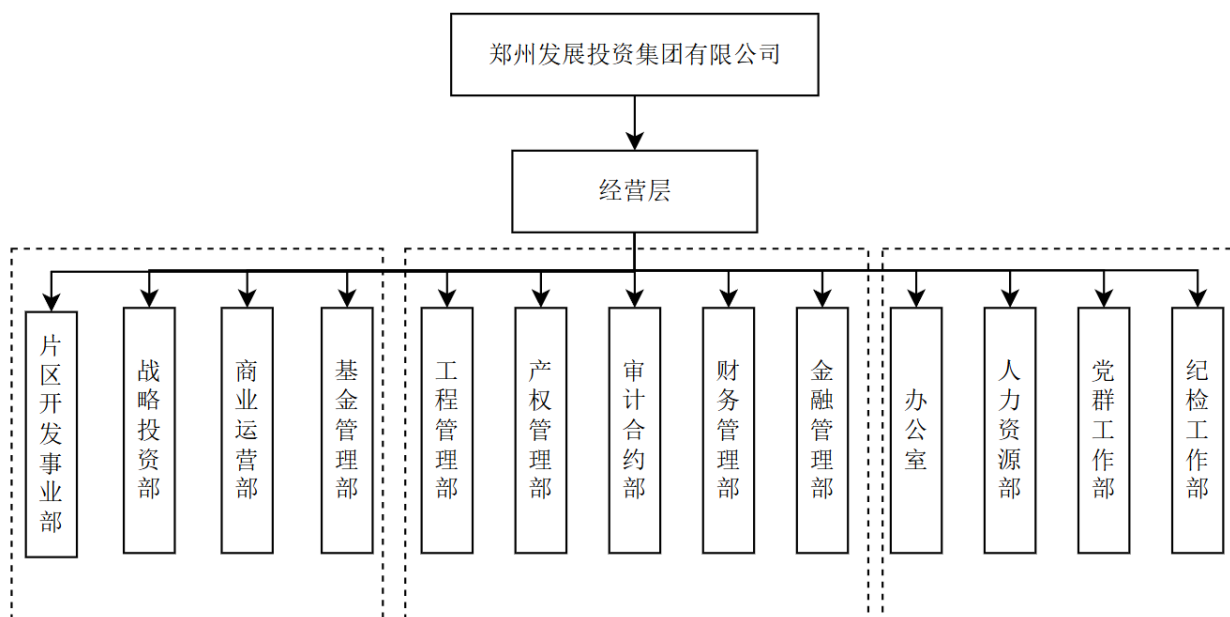 郑州发展投资集团有限公司
经营层
片区开发事业部
战略投资部
商业运营部
基金管理部
工程管理部
产权管理部
审计合约部
财务管理部
金融管理部
办公室
人力资源部
党群工作部
纪检工作部